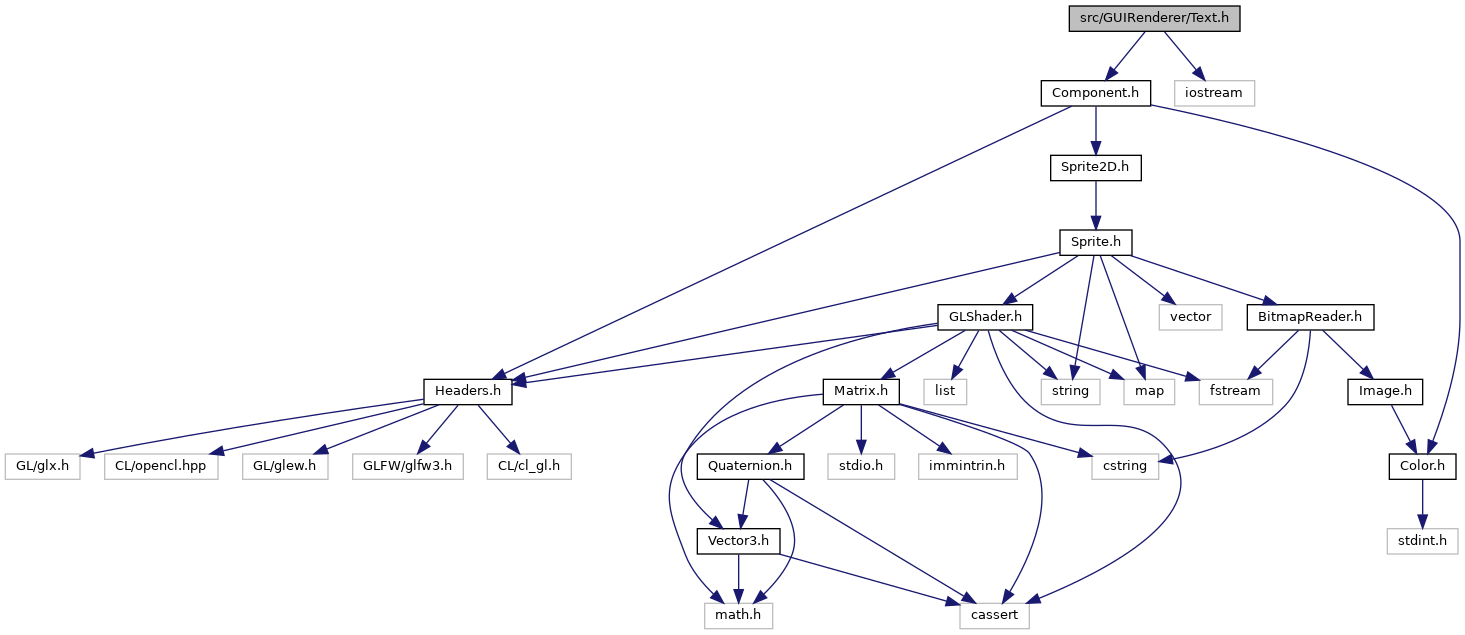 src/GUIRenderer/Text.h
Component.h
iostream
Sprite2D.h
Sprite.h
GLShader.h
vector
BitmapReader.h
Headers.h
Matrix.h
list
string
map
fstream
Image.h
GL/glx.h
CL/opencl.hpp
GL/glew.h
GLFW/glfw3.h
CL/cl_gl.h
Quaternion.h
stdio.h
immintrin.h
cstring
Color.h
Vector3.h
stdint.h
math.h
cassert